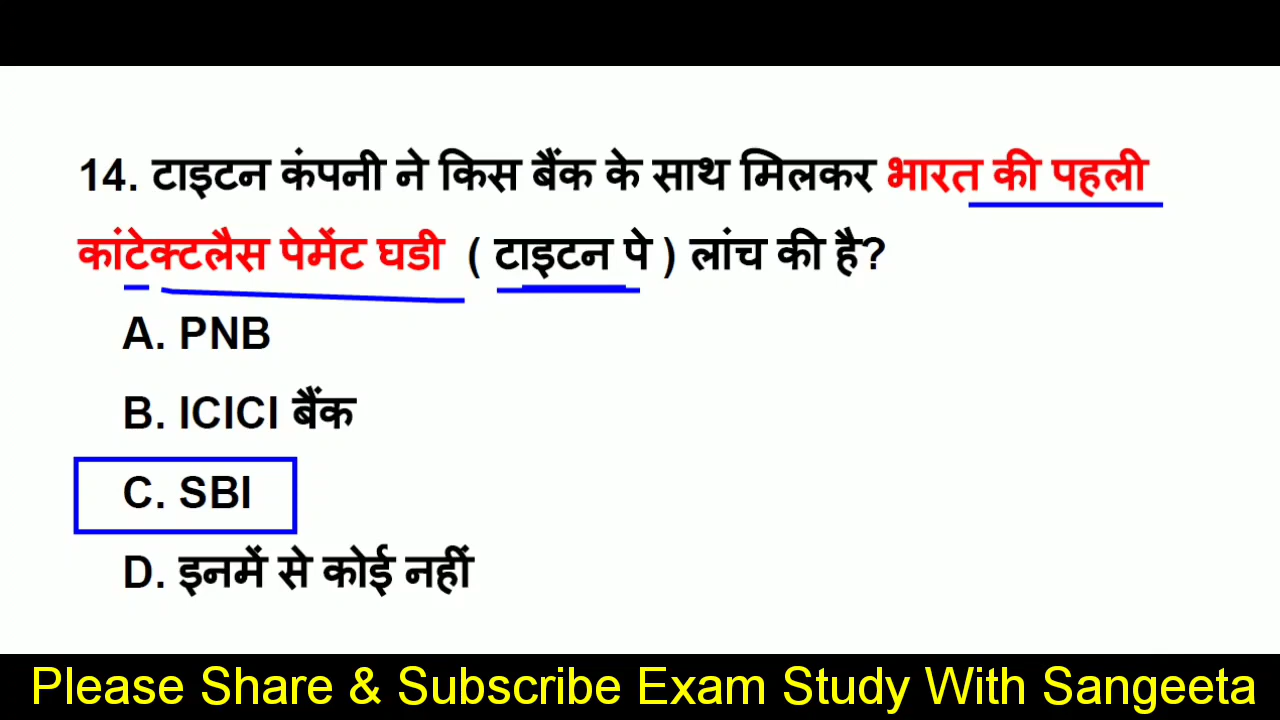 14. टाइटन कंपनी ने किस बैंक के साथ मिलकर भारत की पहली
कांटेक्टलैस पेमेंट घडी ( टाइटन पे ) लांच की है?
A. PNB
B. ICICI बैंक
C. SBI
D. इनमें से कोई नहीं
Please Share & Subscribe Exam Study With Sangeeta